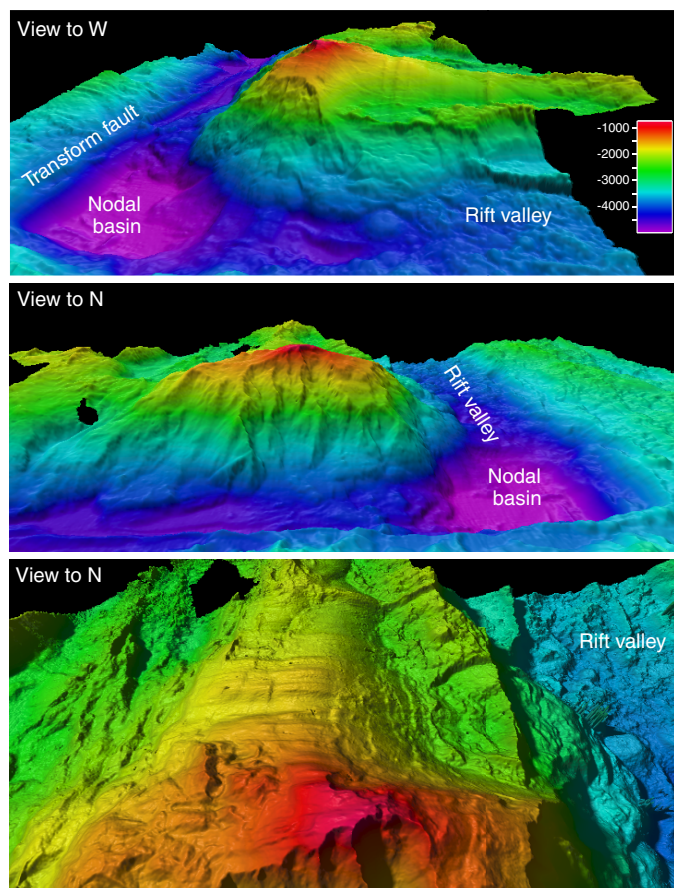 View to W
Transform fault
Nodal
basin
Rift valley
-1000
-2000
-3000
-4000
View to N
Rift valley
Nodal
basin
View to N
Rift valley